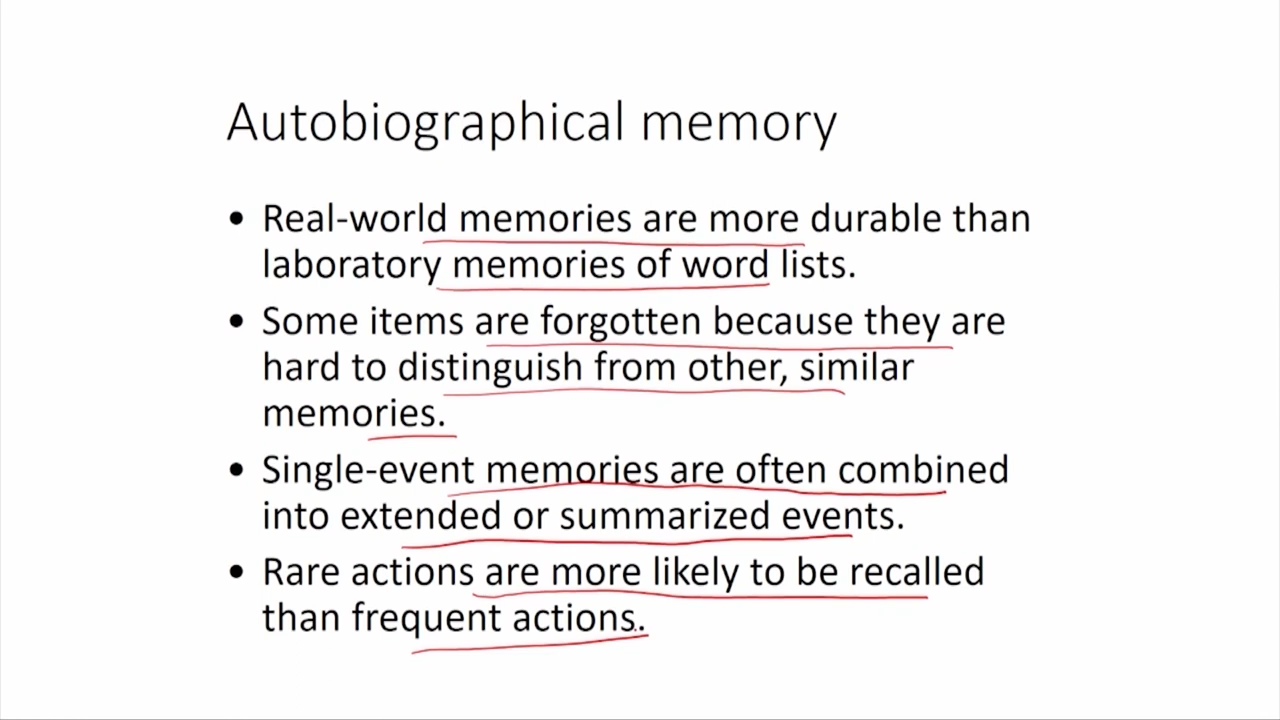 Autobiographical memory
• Real-world memories are more durable than
laboratory memories of word lists.
• Some items are forgotten because they are
hard to distinguish from other, similar
memories.
• Single-event memories are often combined
into extended or summarized events.
• Rare actions are more likely to be recalled
than frequent actions.